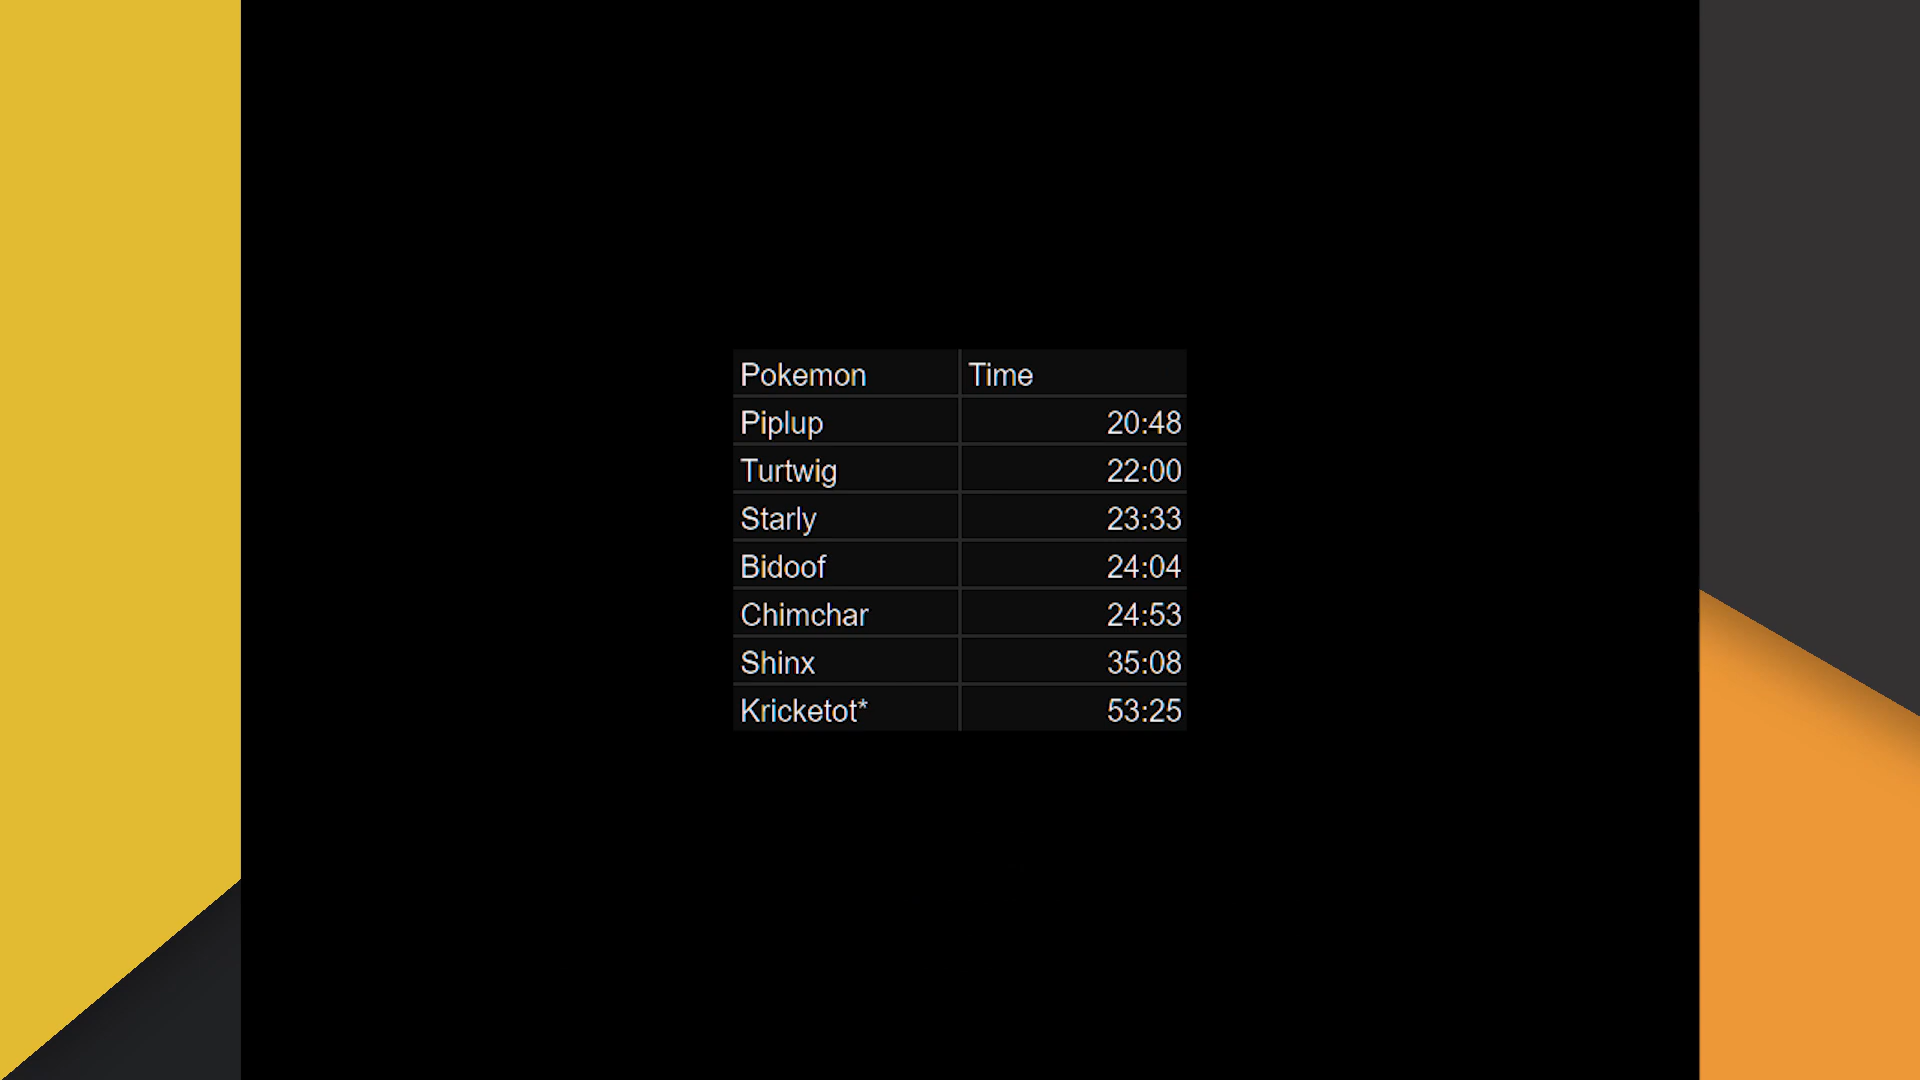 Pokemon Time
Piplup 20:48
Turtwig 22:00
Starly 23:33
Bidoof 24:04
Chimchar 24:53
Shinx 35:08
Kricketot* 53:25